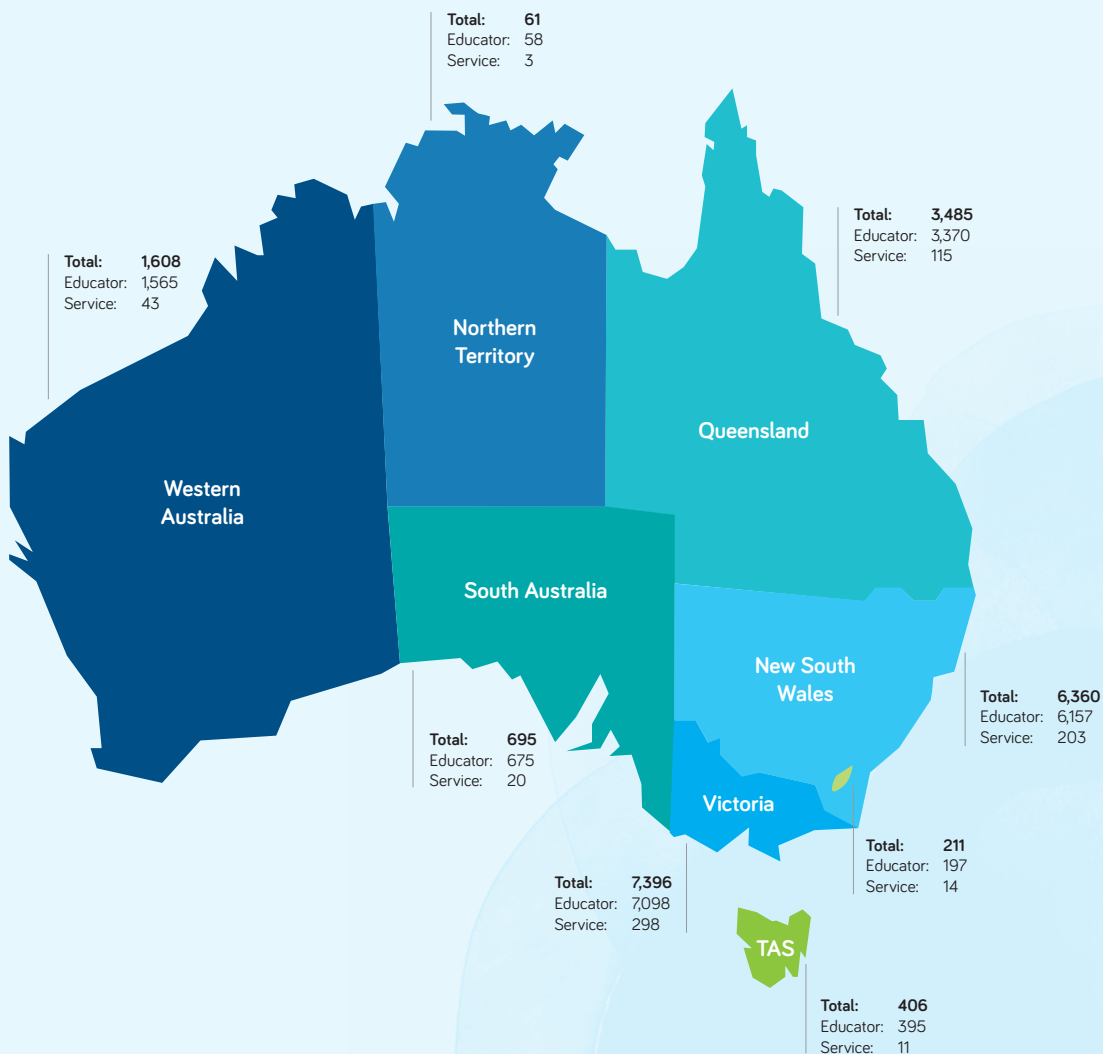 Total: 61
Educator: 58
Service: 3
Total: 3,485
Educator: 3,370
Service: 115
Total: 1,608
Educator: 1,565
Service: 43
Northern
Territory
Queensland
Western
Australia
South Australia
New South
Wales
Total: 6,360
Educator: 6,157
Service: 203
Total: 695
Educator: 675
Service: 20
Victoria
Total: 211
Educator: 197
Service: 14
Total: 7,396
Educator: 7,098
Service: 298
TAS
Total: 406
Educator: 395
Service: 11